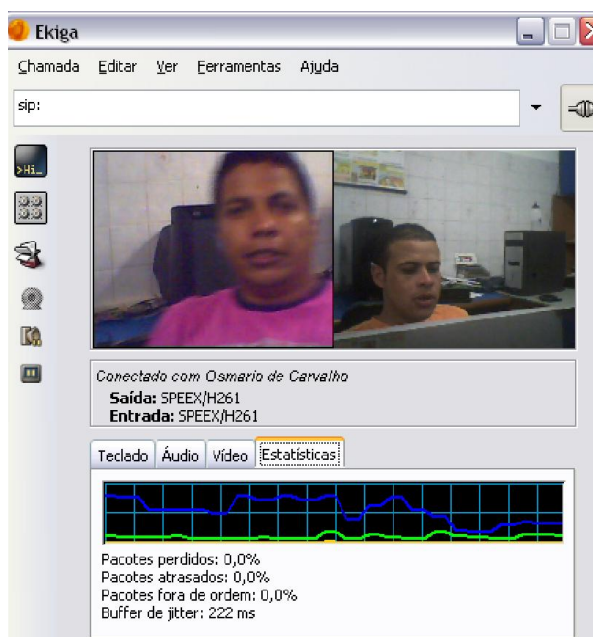 Ekiga
Chamada Editar Ver Ferramentas Ajuda
sip:
>Hi_
Conectado com Osmario de Carvalho
Saída: SPEEX/H261
Entrada: SPEEX/H261
Teclado Áudio Vídeo Estatísticas
Pacotes perdidos: 0,0%
Pacotes atrasados: 0,0%
Pacotes fora de ordem: 0,0%
Buffer de jitter: 222 ms